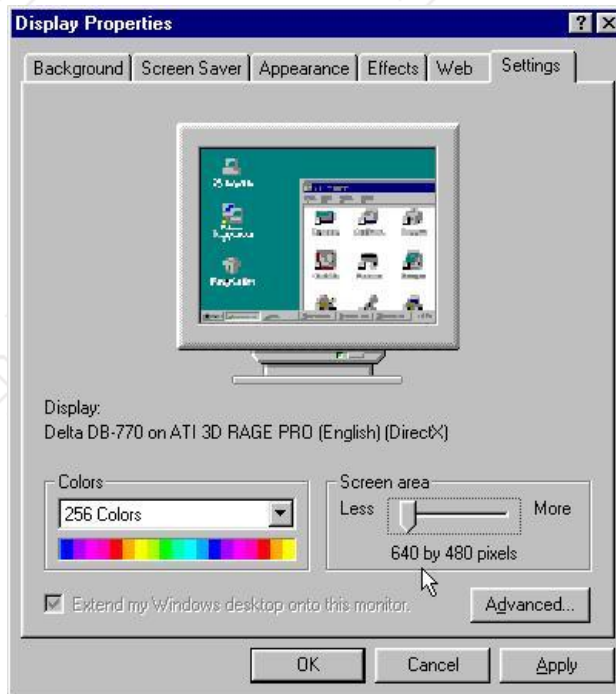 Display Properties
Background Screen Saver Appearance Effects Web Settings
Display:
Delta DB-770 on ATI 3D RAGE PRO (English) (DirectX)
Colors
256 Colors
Screen area
Less More
640 by 480 pixels
Extend my Windows desktop onto this monitor.
Advanced...
OK Cancel Apply